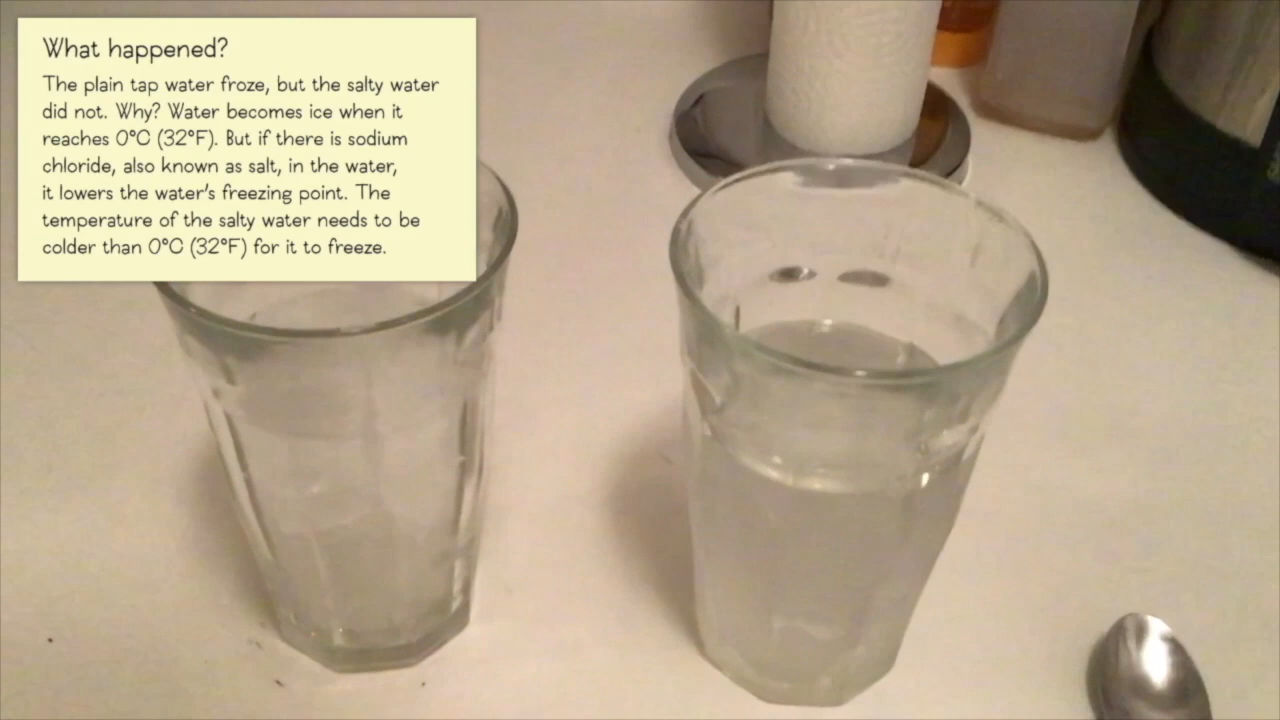 What happened?
The plain tap water froze, but the salty water
did not. Why? Water becomes ice when it
reaches 0°C (32°F). But if there is sodium
chloride, also known as salt, in the water,
it lowers the water's freezing point. The
temperature of the salty water needs to be
colder than 0°C (32°F) for it to freeze.